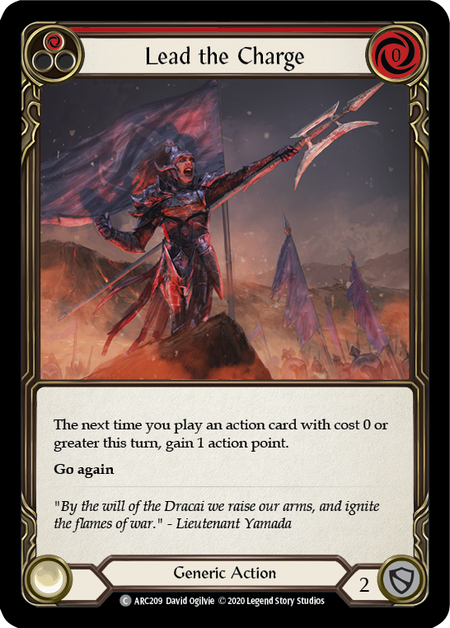 Lead the Charge
0
The next time you play an action card with cost 0 or
greater this turn, gain 1 action point.
Go again
"By the will of the Dracai we raise our arms, and ignite
the flames of war." - Lieutenant Yamada
Generic Action
2
C ARC209 David Ogilvie © 2020 Legend Story Studios